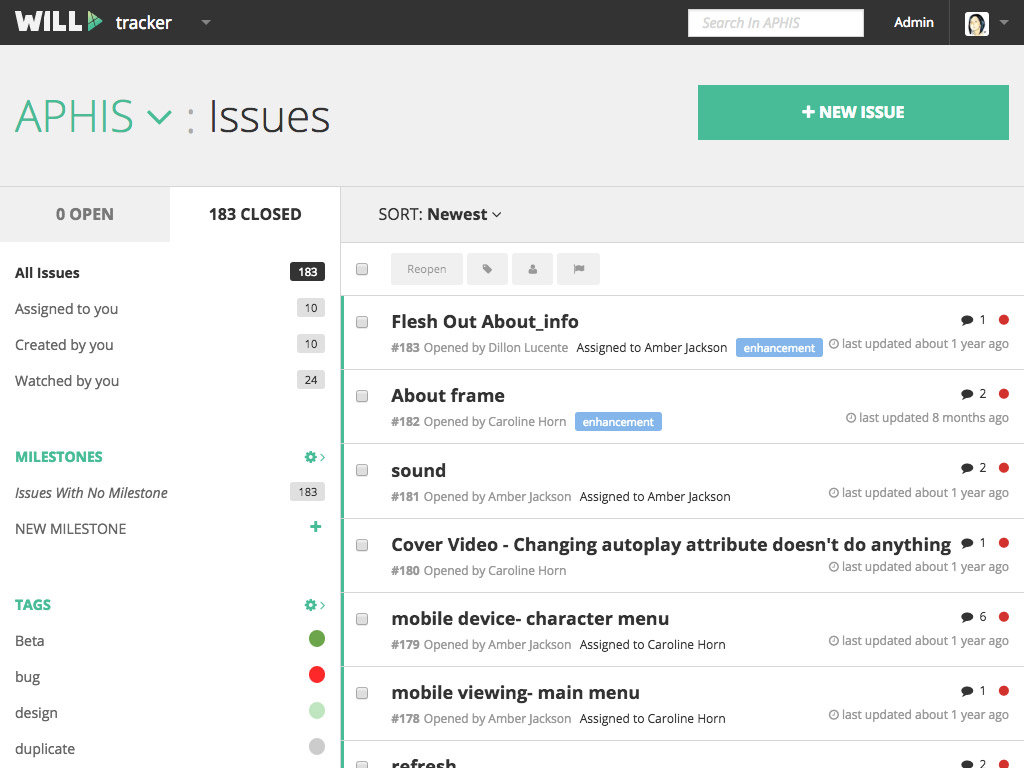 WILL tracker Search In APHIS Admin
APHIS : Issues + NEW ISSUE
0 OPEN 183 CLOSED SORT: Newest
All Issues 183
Assigned to you 10
Created by you 10
Watched by you 24
MILESTONES
Issues With No Milestone 183
NEW MILESTONE +
TAGS
Beta
bug
design
duplicate
Reopen
Flesh Out About_info 1
#183 Opened by Dillon Lucente Assigned to Amber Jackson enhancement last updated about 1 year ago
About frame 2
#182 Opened by Caroline Horn enhancement last updated 8 months ago
sound 2
#181 Opened by Amber Jackson Assigned to Amber Jackson last updated about 1 year ago
Cover Video - Changing autoplay attribute doesn't do anything 1
#180 Opened by Caroline Horn last updated about 1 year ago
mobile device- character menu 6
#179 Opened by Amber Jackson Assigned to Caroline Horn last updated about 1 year ago
mobile viewing- main menu 1
#178 Opened by Amber Jackson Assigned to Caroline Horn last updated about 1 year ago
refresh 2